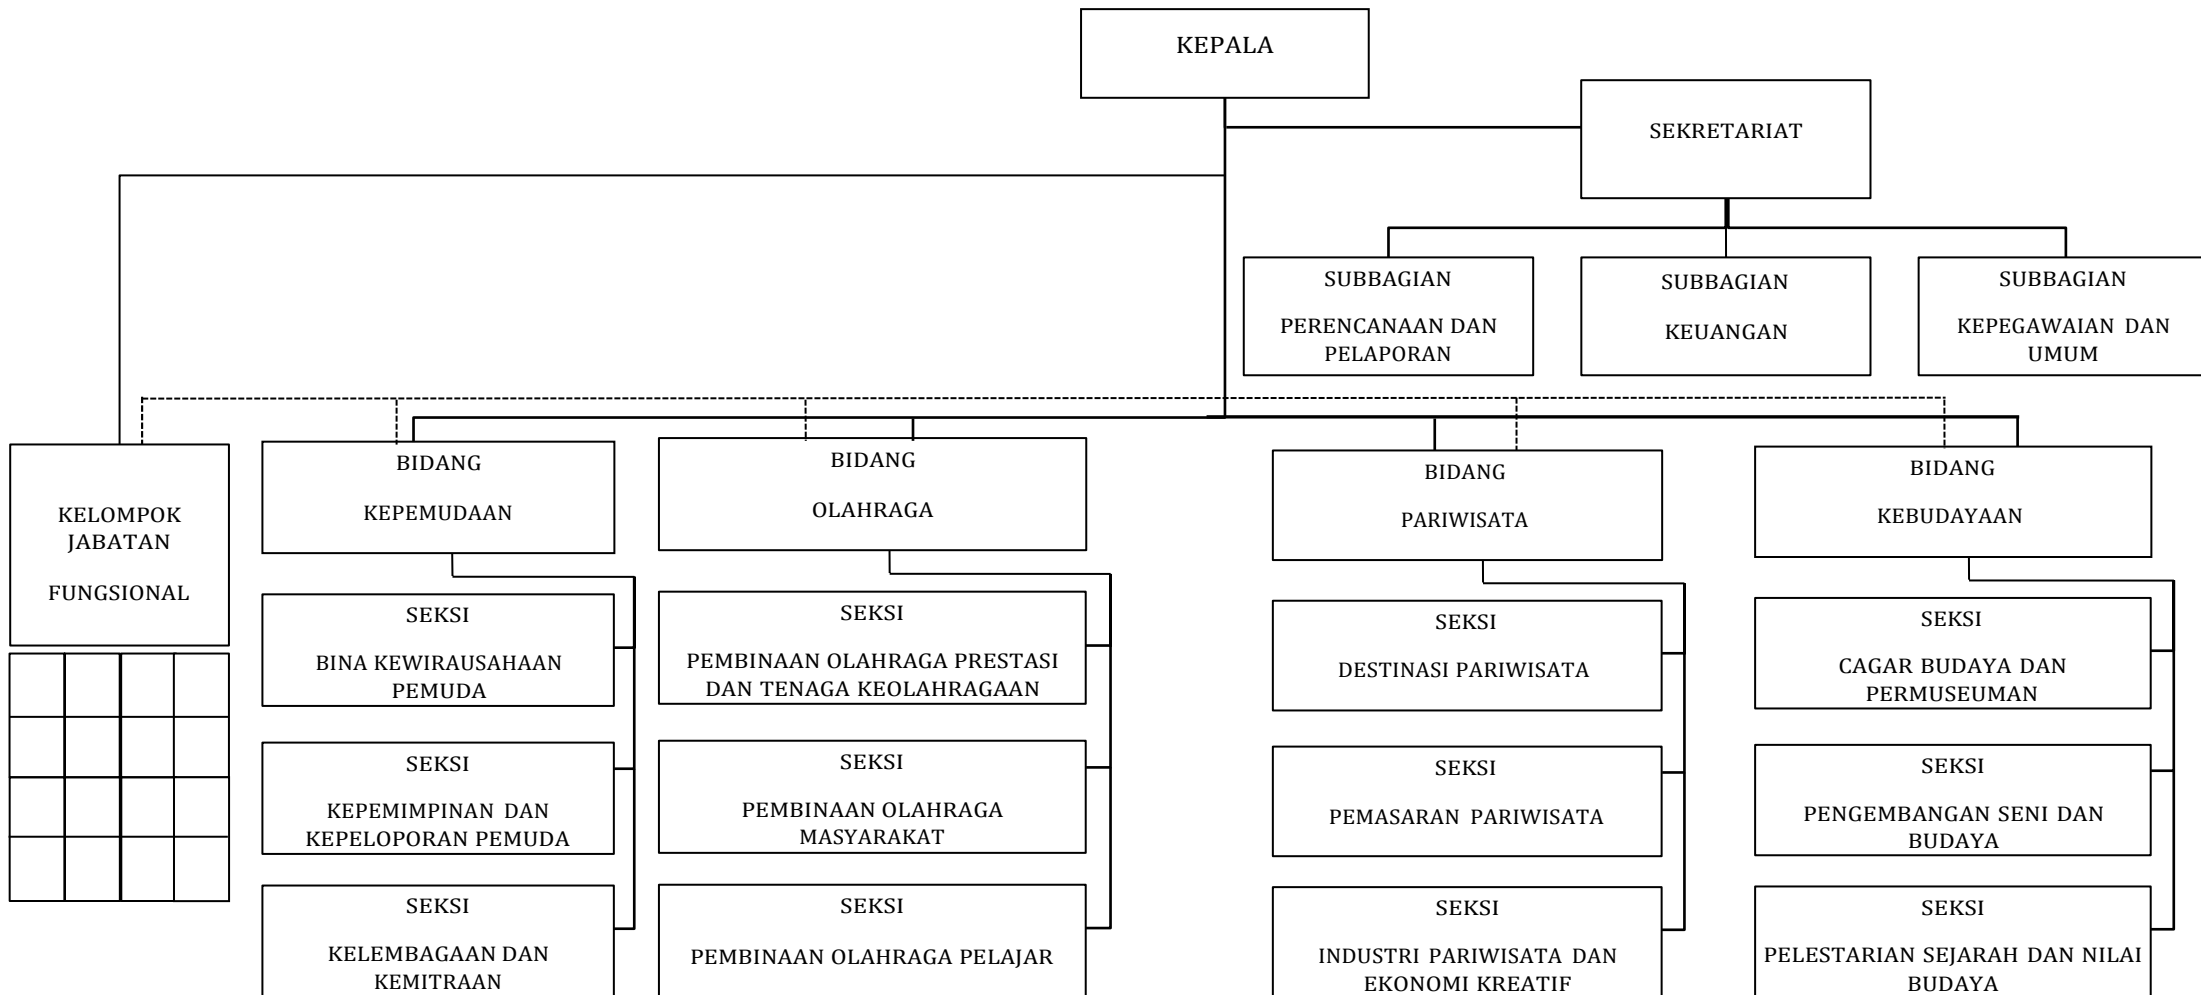 KEPALA
SEKRETARIAT
SUBBAGIAN
PERENCANAAN DAN
PELAPORAN
SUBBAGIAN
KEUANGAN
SUBBAGIAN
KEPEGAWAIAN DAN
UMUM
KELOMPOK
JABATAN
FUNGSIONAL
BIDANG
KEPEMUDAAN
SEKSI
BINA KEWIRAUSAHAAN
PEMUDA
SEKSI
KEPEMIMPINAN DAN
KEPELOPORAN PEMUDA
SEKSI
KELEMBAGAAN DAN
KEMITRAAN
BIDANG
OLAHRAGA
SEKSI
PEMBINAAN OLAHRAGA PRESTASI
DAN TENAGA KEOLAHRAGAAN
SEKSI
PEMBINAAN OLAHRAGA
MASYARAKAT
SEKSI
PEMBINAAN OLAHRAGA PELAJAR
BIDANG
PARIWISATA
SEKSI
DESTINASI PARIWISATA
SEKSI
PEMASARAN PARIWISATA
SEKSI
INDUSTRI PARIWISATA DAN
EKONOMI KREATIF
BIDANG
KEBUDAYAAN
SEKSI
CAGAR BUDAYA DAN
PERMUSEUMAN
SEKSI
PENGEMBANGAN SENI DAN
BUDAYA
SEKSI
PELESTARIAN SEJARAH DAN NILAI
BUDAYA